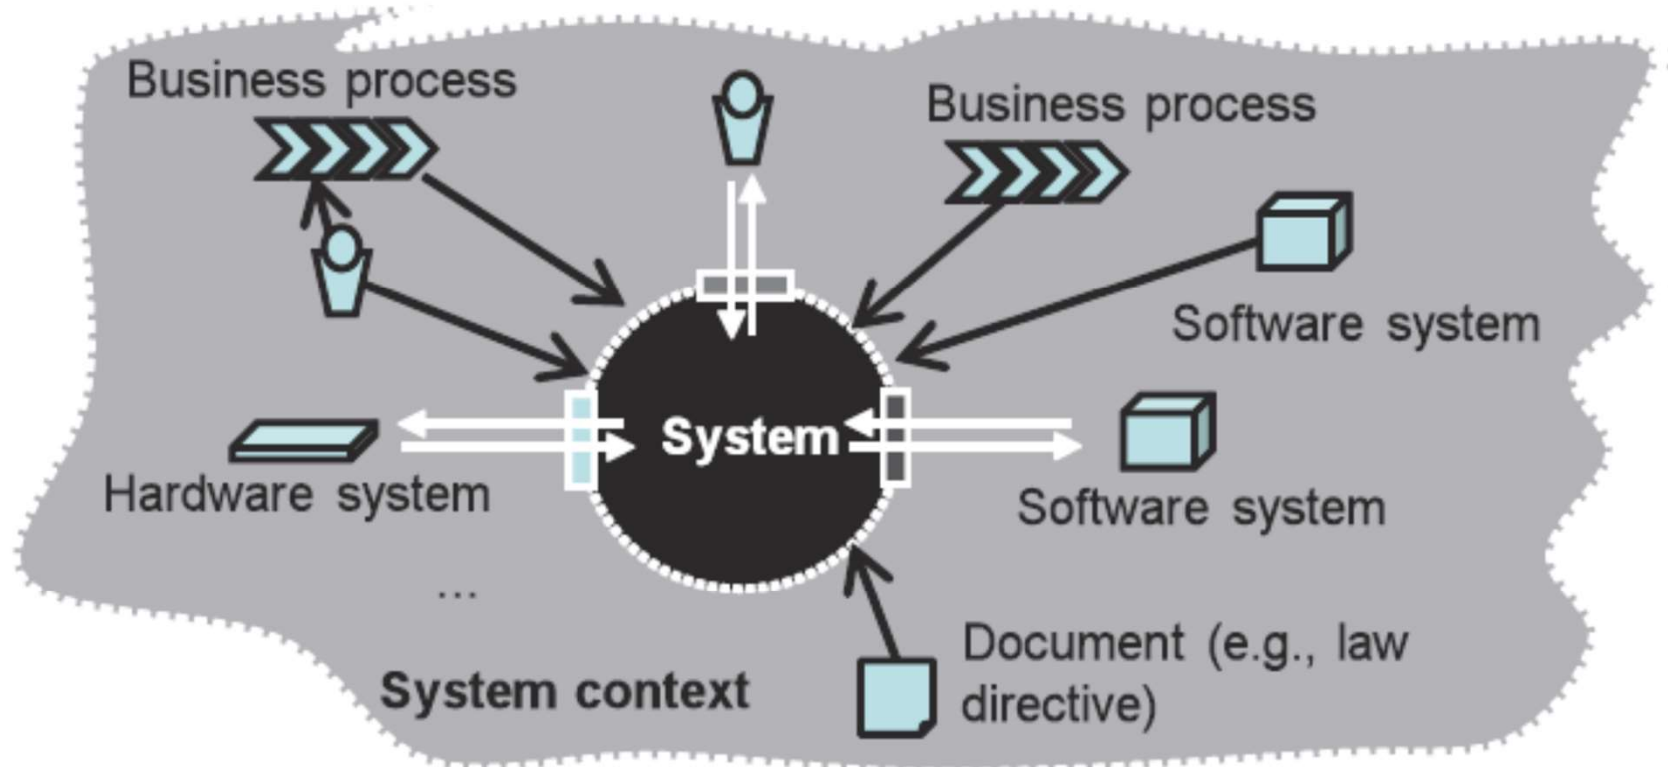 Business process
Business process
Software system
System
Hardware system
Software system
...
Document (e.g., law
directive)
System context